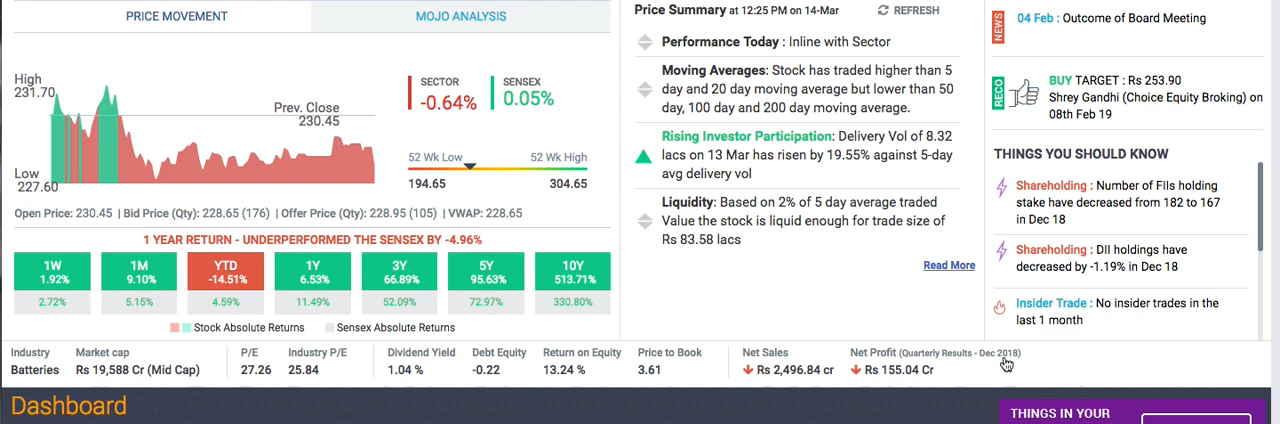 PRICE MOVEMENT
MOJO ANALYSIS
High
231.70
Low
227.60
Prev. Close
230.45
SECTOR
-0.64%
SENSEX
0.05%
52 Wk Low
52 Wk High
194.65
304.65
Open Price: 230.45 | Bid Price (Qty): 228.65 (176) | Offer Price (Qty): 228.95 (105) | VWAP: 228.65
1 YEAR RETURN - UNDERPERFORMED THE SENSEX BY -4.96%
1W 1M YTD 1Y 3Y 5Y 10Y
1.92% 9.10% -14.51% 6.53% 66.89% 95.63% 513.71%
2.72% 5.15% 4.59% 11.49% 52.09% 72.97% 330.80%
Stock Absolute Returns Sensex Absolute Returns
Price Summary at 12:25 PM on 14-Mar
REFRESH
Performance Today : Inline with Sector
Moving Averages: Stock has traded higher than 5
day and 20 day moving average but lower than 50
day, 100 day and 200 day moving average.
Rising Investor Participation: Delivery Vol of 8.32
lacs on 13 Mar has risen by 19.55% against 5-day
avg delivery vol
Liquidity: Based on 2% of 5 day average traded
Value the stock is liquid enough for trade size of
Rs 83.58 lacs
Read More
NEWS
04 Feb : Outcome of Board Meeting
RECO
BUY TARGET : Rs 253.90
Shrey Gandhi (Choice Equity Broking) on
08th Feb 19
THINGS YOU SHOULD KNOW
Shareholding : Number of FIIs holding
stake have decreased from 182 to 167
in Dec 18
Shareholding : DII holdings have
decreased by -1.19% in Dec 18
Insider Trade : No insider trades in the
last 1 month
Industry Market cap P/E Industry P/E Dividend Yield Debt Equity Return on Equity Price to Book Net Sales Net Profit (Quarterly Results - Dec 2018)
Batteries Rs 19,588 Cr (Mid Cap) 27.26 25.84 1.04 % -0.22 13.24 % 3.61 Rs 2,496.84 cr Rs 155.04 Cr
Dashboard
THINGS IN YOUR